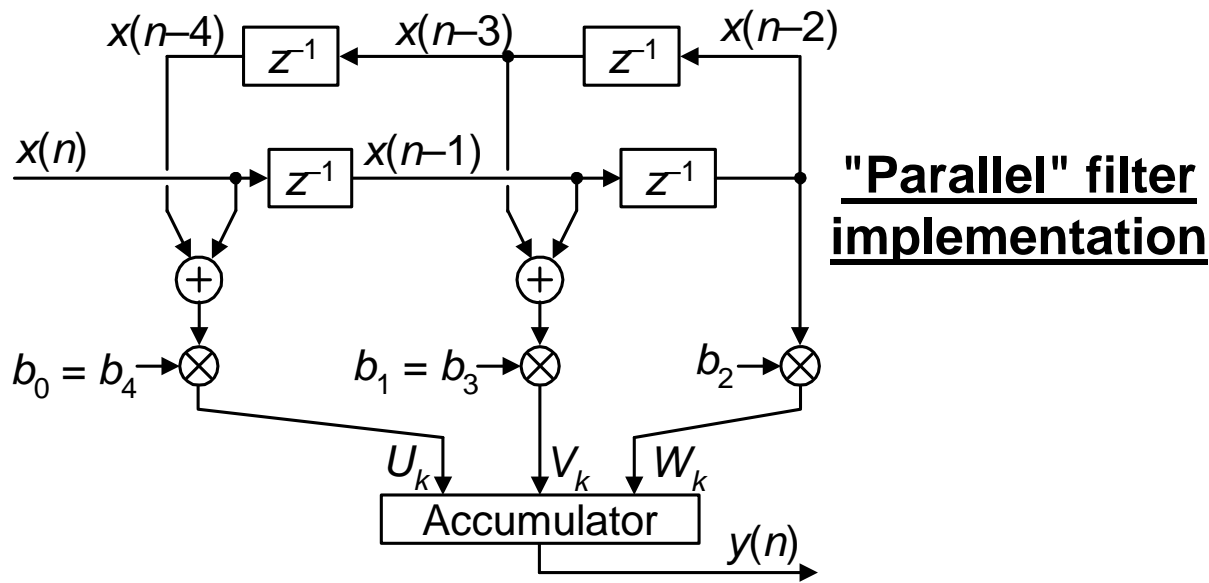 x(n–4)
z⁻¹
x(n–3)
z⁻¹
x(n–2)
x(n)
z⁻¹
x(n–1)
z⁻¹
"Parallel" filter
implementation
+
+
b₀ = b₄
b₁ = b₃
b₂
Uₖ
Vₖ
Wₖ
Accumulator
y(n)